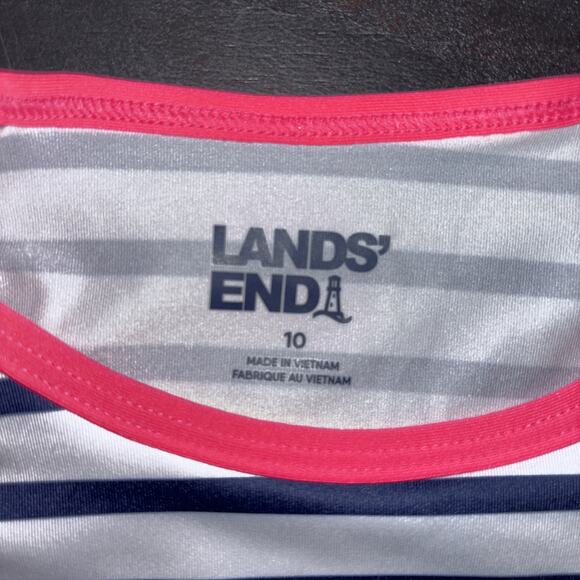 LANDS'
END
10
MADE IN VIETNAM
FABRIQUE AU VIETNAM